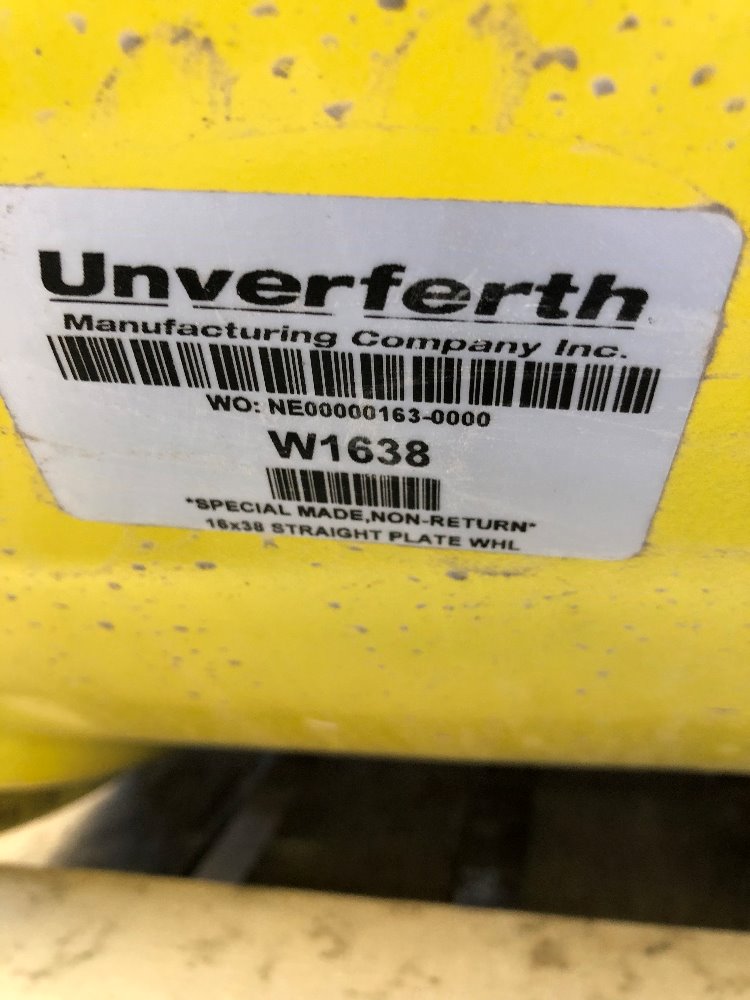 Unverferth
Manufacturing Company Inc.
WO: NE00000163-0000
W1638
*SPECIAL MADE,NON-RETURN*
16x38 STRAIGHT PLATE WHL